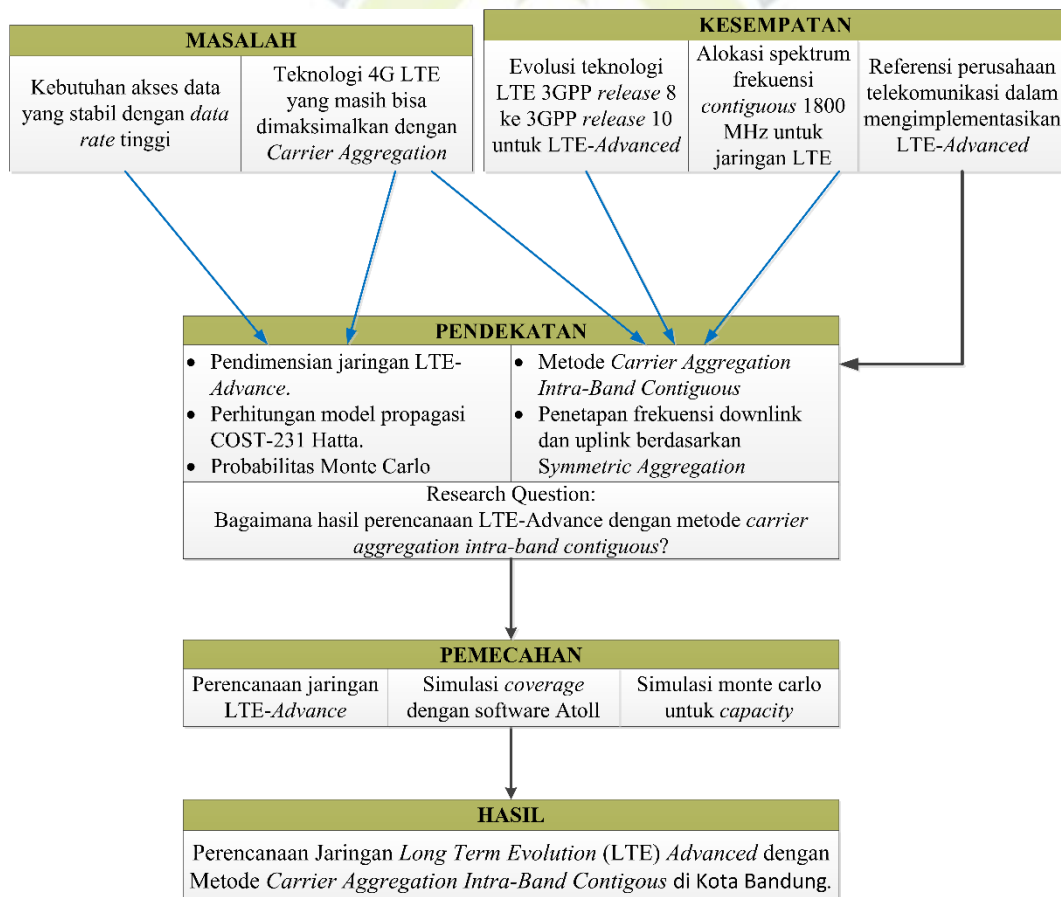 MASALAH
Kebutuhan akses data
yang stabil dengan data
rate tinggi
Teknologi 4G LTE
yang masih bisa
dimaksimalkan dengan
Carrier Aggregation
KESEMPATAN
Evolusi teknologi
LTE 3GPP release 8
ke 3GPP release 10
untuk LTE-Advanced
Alokasi spektrum
frekuensi
contiguous 1800
MHz untuk
jaringan LTE
Referensi perusahaan
telekomunikasi dalam
mengimplementasikan
LTE-Advanced
PENDEKATAN
• Pendimensian jaringan LTE-
Advance.
• Perhitungan model propagasi
COST-231 Hatta.
• Probabilitas Monte Carlo
• Metode Carrier Aggregation
Intra-Band Contiguous
• Penetapan frekuensi downlink
dan uplink berdasarkan
Symmetric Aggregation
Research Question:
Bagaimana hasil perencanaan LTE-Advance dengan metode carrier
aggregation intra-band contiguous?
PEMECAHAN
Perencanaan jaringan
LTE-Advance
Simulasi coverage
dengan software Atoll
Simulasi monte carlo
untuk capacity
HASIL
Perencanaan Jaringan Long Term Evolution (LTE) Advanced dengan
Metode Carrier Aggregation Intra-Band Contigous di Kota Bandung.